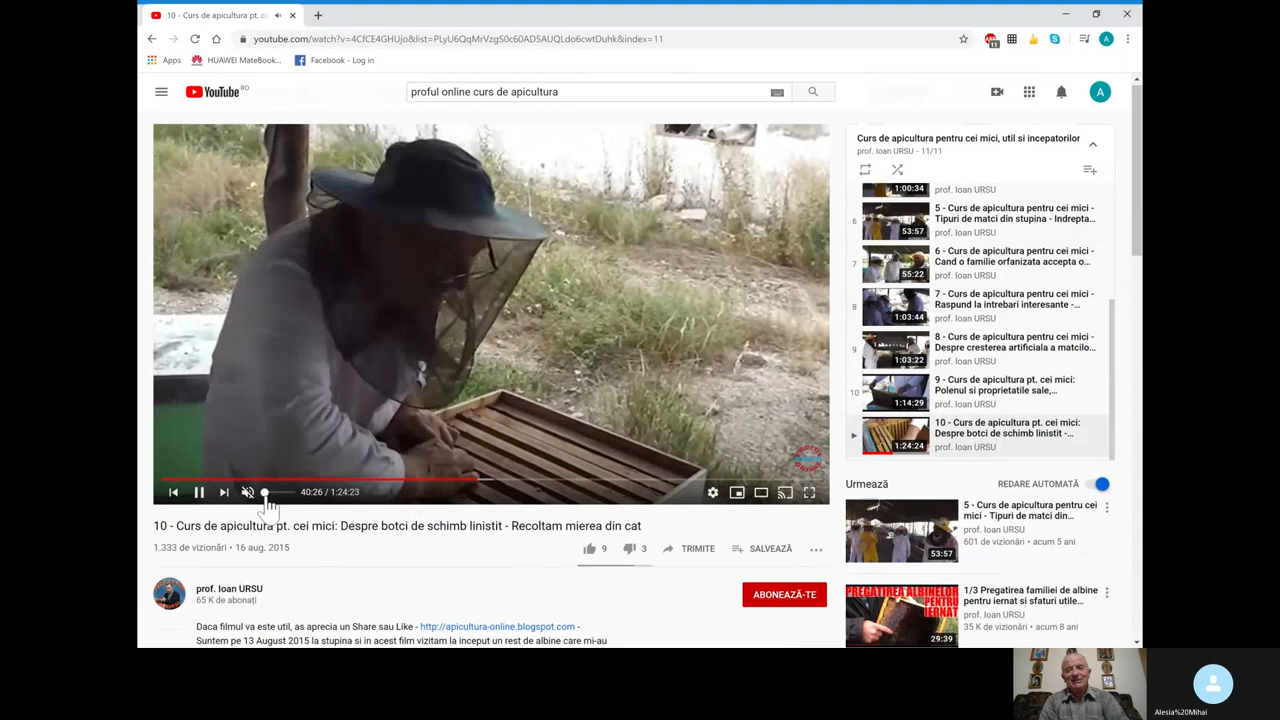 10 - Curs de apicultura pt. ce
youtube.com/watch?v=4CfCE4GHUjo&list=PLyU6QqMrVzgS0c60AD5AUQLdo6cwtDuhk&index=11
11
A
Apps
HUAWEI MateBook...
Facebook - Log in
YouTube RO
proful online curs de apicultura
A
Curs de apicultura pentru cei mici, util si incepatorilor
prof. Ioan URSU - 11/11
1:00:34
prof. Ioan URSU
6
53:57
5 - Curs de apicultura pentru cei mici -
Tipuri de matci din stupina - Indrepta...
prof. Ioan URSU
7
55:22
6 - Curs de apicultura pentru cei mici -
Cand o familie orfanizata accepta o...
prof. Ioan URSU
8
1:03:44
7 - Curs de apicultura pentru cei mici -
Raspund la intrebari interesante -...
prof. Ioan URSU
9
1:03:22
8 - Curs de apicultura pentru cei mici -
Despre cresterea artificiala a matcilo...
prof. Ioan URSU
10
1:14:29
9 - Curs de apicultura pt. cei mici:
Polenul si proprietatile sale,...
prof. Ioan URSU
1:24:24
10 - Curs de apicultura pt. cei mici:
Despre botci de schimb linistit -...
prof. Ioan URSU
40:26 / 1:24:23
10 - Curs de apicultura pt. cei mici: Despre botci de schimb linistit - Recoltam mierea din cat
1.333 de vizionări • 16 aug. 2015
9
3
TRIMITE
SALVEAZĂ
prof. Ioan URSU
65 K de abonați
ABONEAZĂ-TE
Daca filmul va este util, as aprecia un Share sau Like - http://apicultura-online.blogspot.com -
Suntem pe 13 August 2015 la stupina si in acest film vizitam la inceput un rest de albine care mi-au
Urmează
REDARE AUTOMATĂ
53:57
5 - Curs de apicultura pentru cei
mici - Tipuri de matci din...
prof. Ioan URSU
601 de vizionări • acum 5 ani
PREGATIREA ALBINELOR
PENTRU
IERNAT
29:39
1/3 Pregatirea familiei de albine
pentru iernat si sfaturi utile...
prof. Ioan URSU
35 K de vizionări • acum 8 ani
Alesia%20Mihai